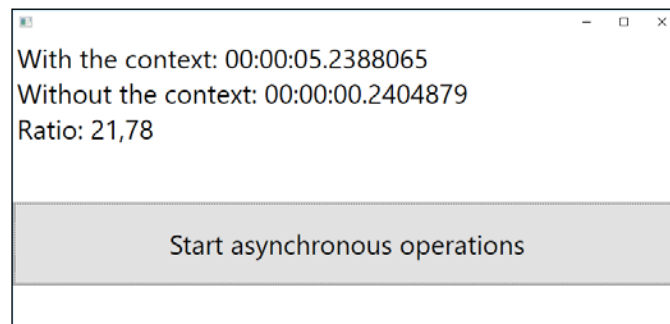 With the context: 00:00:05.2388065
Without the context: 00:00:00.2404879
Ratio: 21,78
Start asynchronous operations